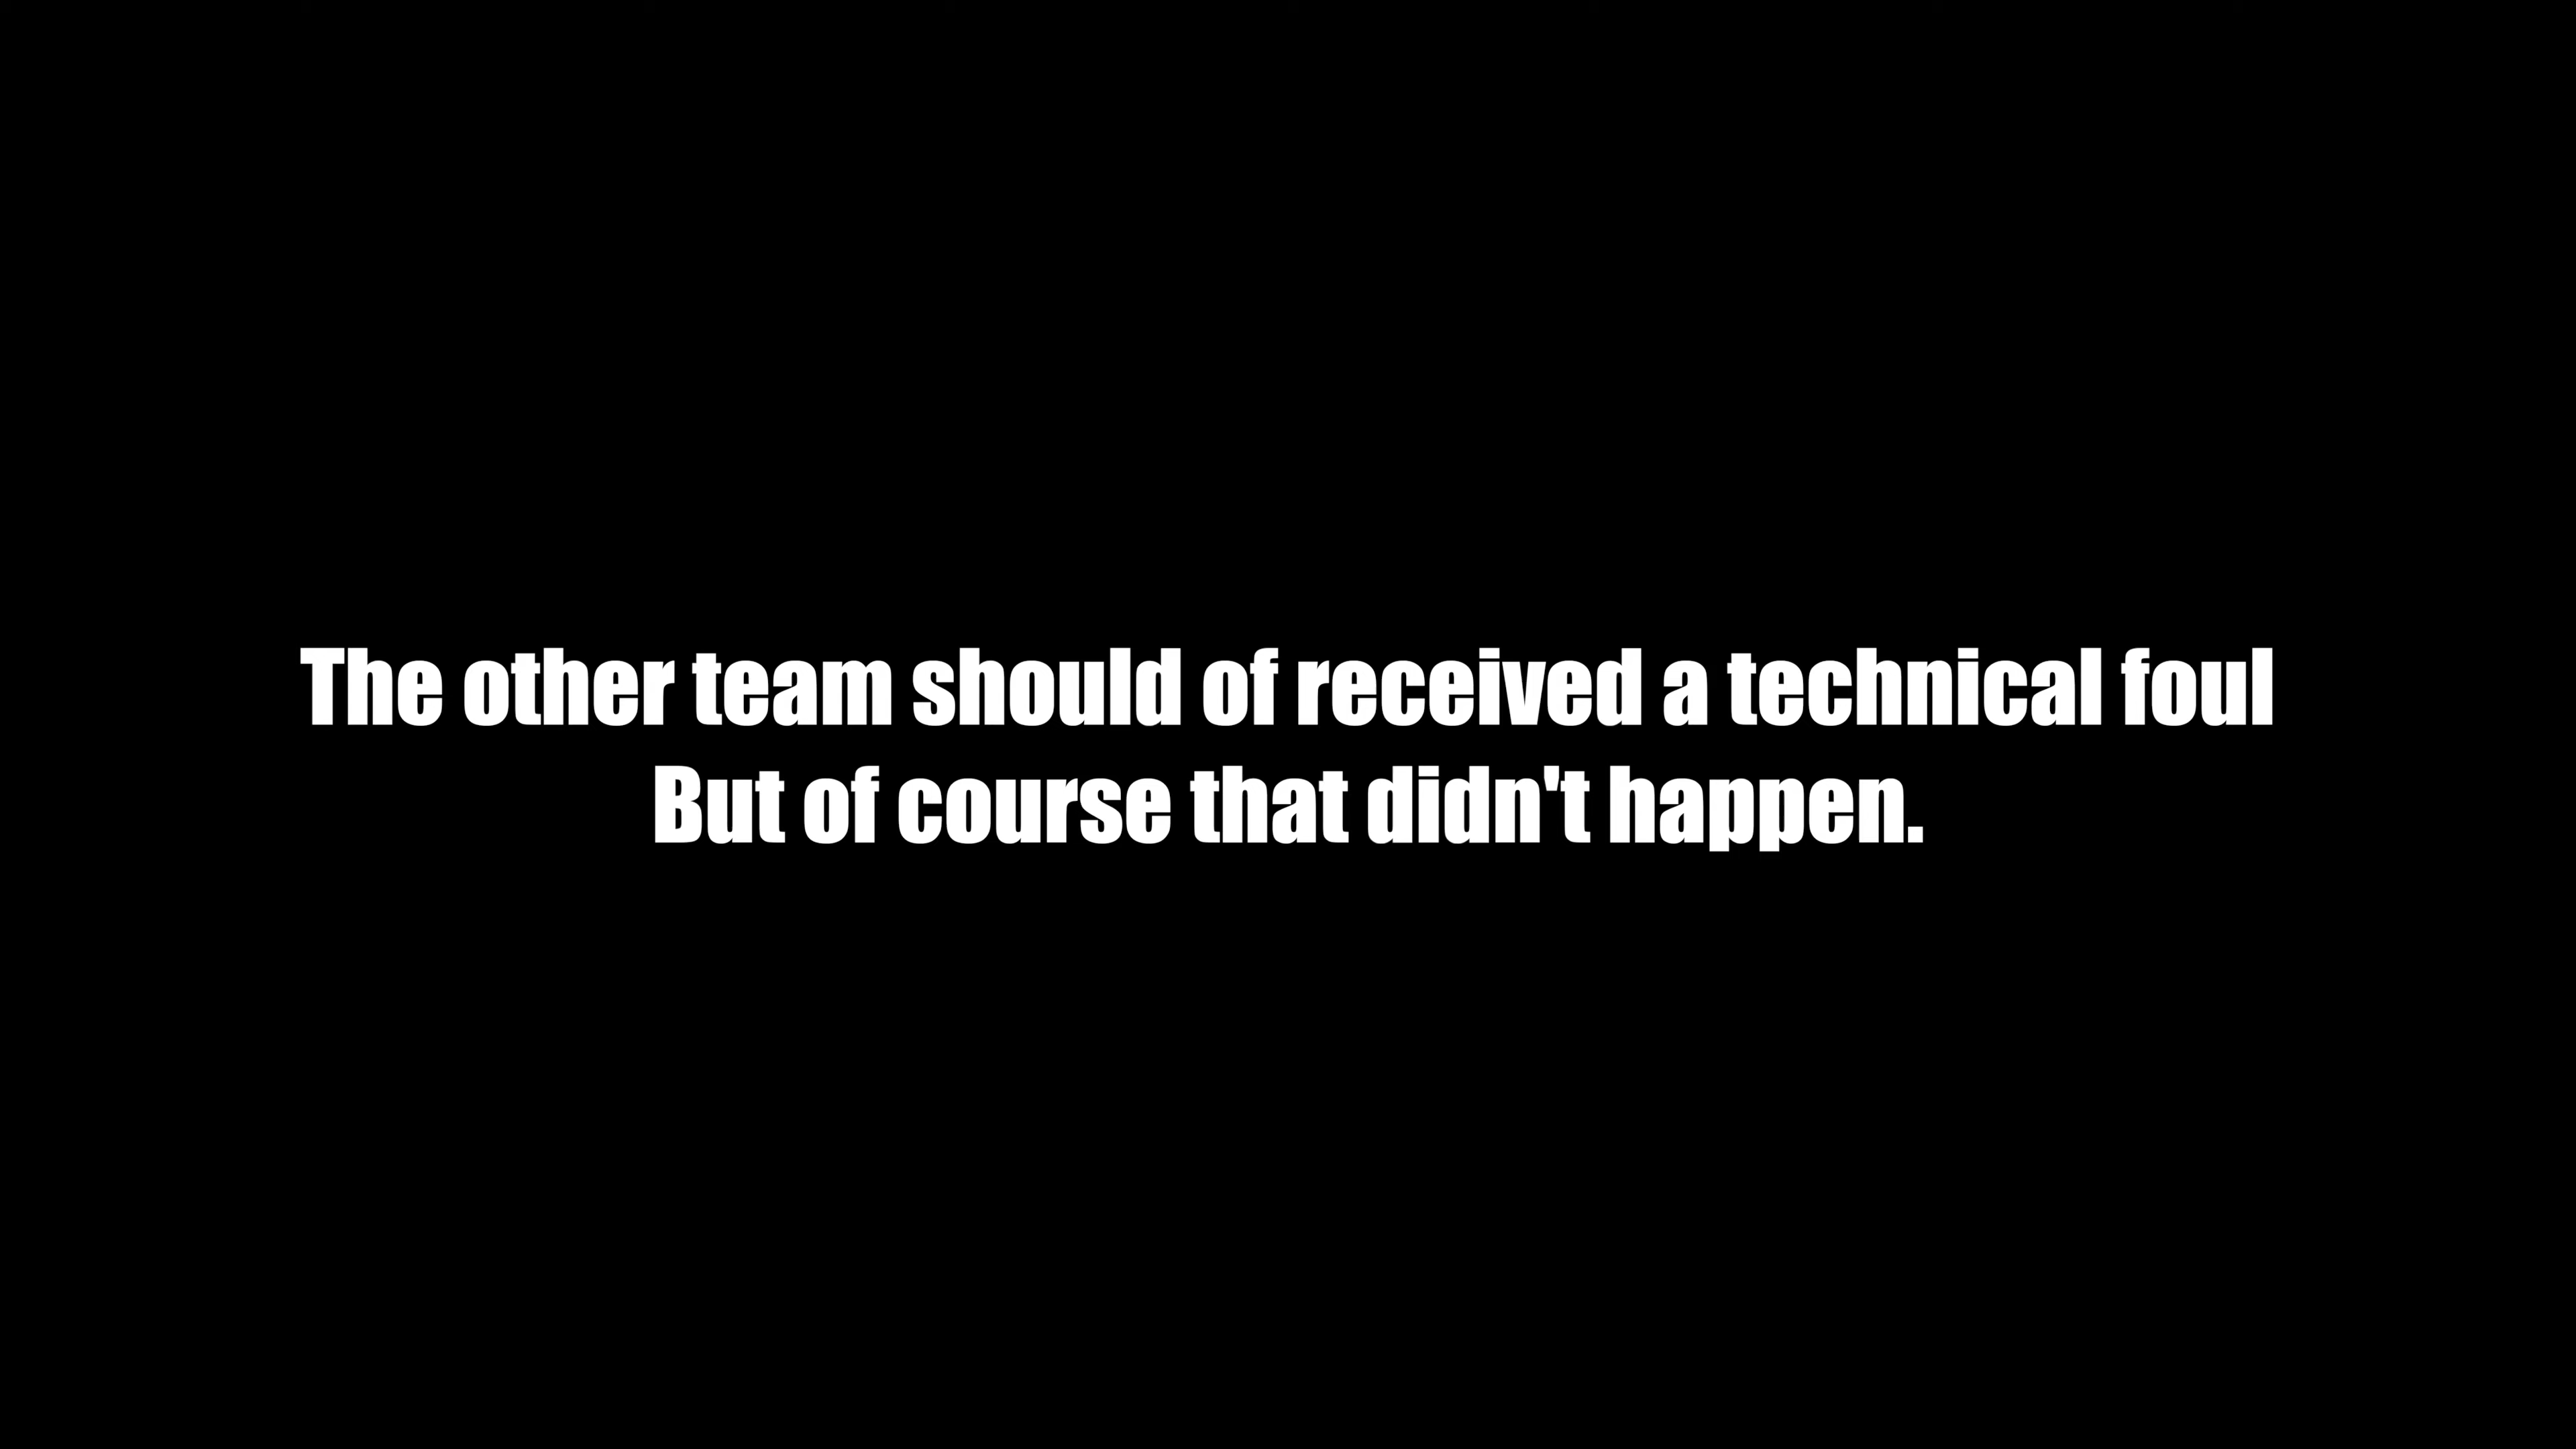 The other team should of received a technical foul
But of course that didn't happen.